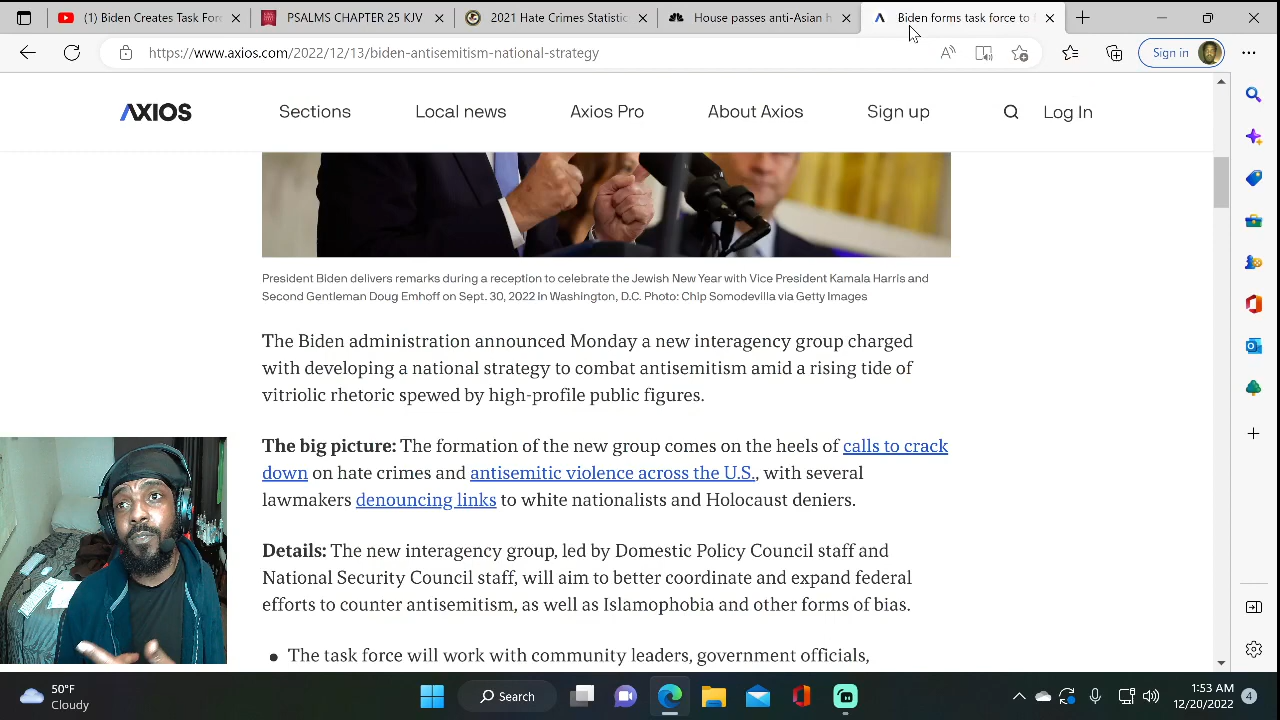 (1) Biden Creates Task For
PSALMS CHAPTER 25 KJV
2021 Hate Crimes Statistic
House passes anti-Asian h
Biden forms task force to
https://www.axios.com/2022/12/13/biden-antisemitism-national-strategy
Sign in
AXIOS
Sections
Local news
Axios Pro
About Axios
Sign up
Log In
President Biden delivers remarks during a reception to celebrate the Jewish New Year with Vice President Kamala Harris and
Second Gentleman Doug Emhoff on Sept. 30, 2022 in Washington, D.C. Photo: Chip Somodevilla via Getty Images
The Biden administration announced Monday a new interagency group charged
with developing a national strategy to combat antisemitism amid a rising tide of
vitriolic rhetoric spewed by high-profile public figures.
The big picture: The formation of the new group comes on the heels of calls to crack
down on hate crimes and antisemitic violence across the U.S., with several
lawmakers denouncing links to white nationalists and Holocaust deniers.
Details: The new interagency group, led by Domestic Policy Council staff and
National Security Council staff, will aim to better coordinate and expand federal
efforts to counter antisemitism, as well as Islamophobia and other forms of bias.
• The task force will work with community leaders, government officials,
50°F
Cloudy
Search
1:53 AM
12/20/2022
4